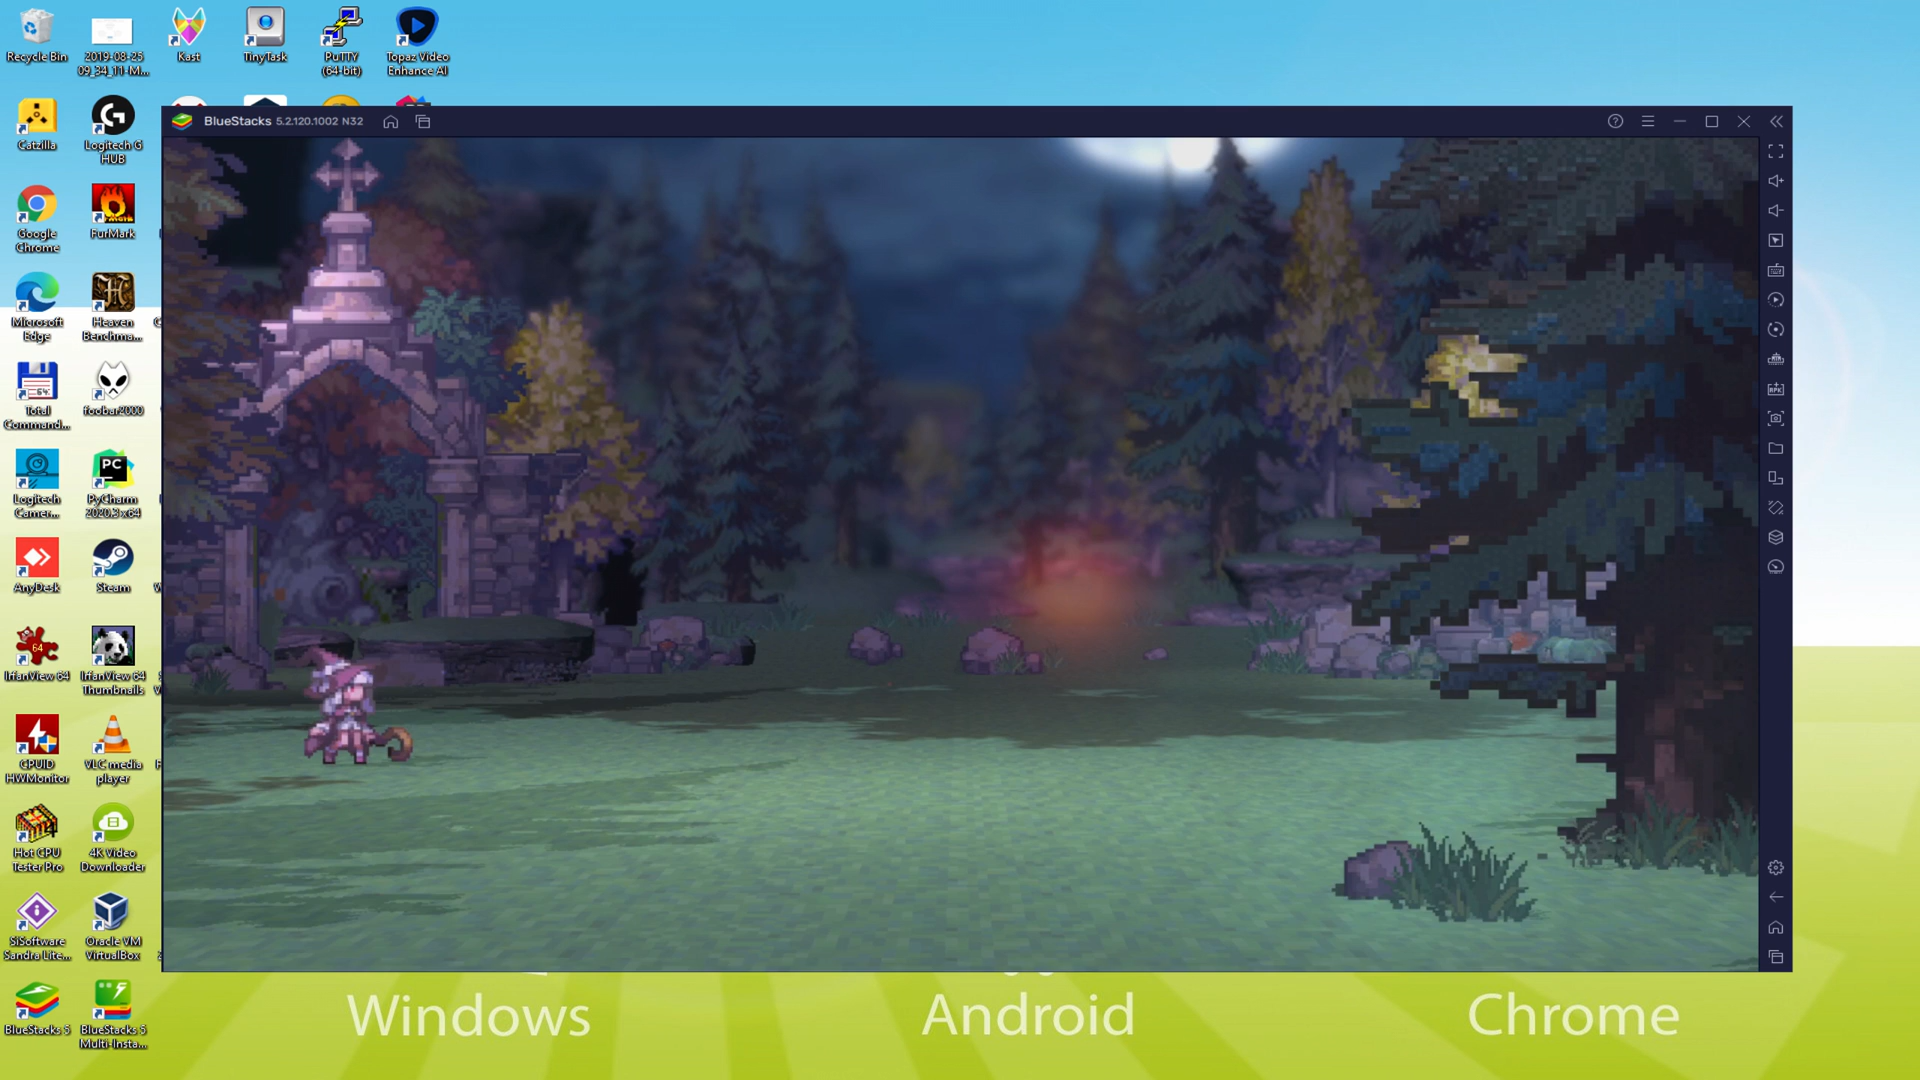 Recycle Bin
2019-08-25
09_34_11-M...
Kast
TinyTask
PuTTY
(64-bit)
Topaz Video
Enhance AI
BlueStacks 5.2.120.1002 N32
Catzilla
Logitech G
HUB
Google
Chrome
FurMark
Microsoft
Edge
Heaven
Benchma...
64
Total
Command...
foobar2000
Logitech
Camer...
PC
PyCharm
2020.3 x64
AnyDesk
Steam
64
IrfanView 64
IrfanView 64
Thumbnails
CPUID
HWMonitor
VLC media
player
Hot CPU
Tester Pro
4K Video
Downloader
SiSoftware
Sandra Lite...
Oracle VM
VirtualBox
BlueStacks 5
BlueStacks 5
Multi-Insta...
Windows
Android
Chrome